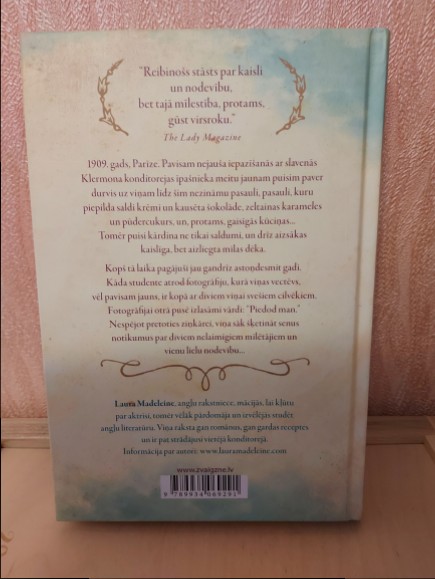 "Reibinošs stāsts par kaisli
un nodevību,
bet tajā mīlestība, protams,
gūst virsroku."
The Lady Magazine
1909. gads, Parīze. Pavisam nejauša iepazīšanās ar slavenās
Klermona konditorejas īpašnieka meitu jaunam puisim paver
durvis uz viņam līdz šim nezināmu pasauli, pasauli, kuru
piepilda saldi krēmi un kausēta šokolāde, zeltainas karameles
un pūdercukurs, un, protams, gaisīgās kūciņas...
Tomēr puisi kārdina ne tikai saldumi, un drīz aizsākas
kaislīga, bet aizliegta mīlas dēka.
Kopš tā laika pagājuši jau gandrīz astoņdesmit gadi.
Kāda studente atrod fotogrāfiju, kurā viņas vectēvs,
vēl pavisam jauns, ir kopā ar diviem viņai svešiem cilvēkiem.
Fotogrāfijai otrā pusē izlasāmi vārdi: "Piedod man."
Nespējot pretoties ziņkārei, viņa sāk šķetināt senus
notikumus par diviem nelaimīgiem mīlētājiem un
vienu lielu nodevību...
Laura Madeleine, angļu rakstniece, mācījās, lai kļūtu
par aktrisi, tomēr vēlāk pārdomāja un izvēlējās studēt
angļu literatūru. Viņa raksta gan romānus, gan gardas receptes
un ir pat strādājusi vietējā konditorejā.
Informācija par autori: www.lauramadeleine.com
www.zvaigzne.lv
9 789934 069291